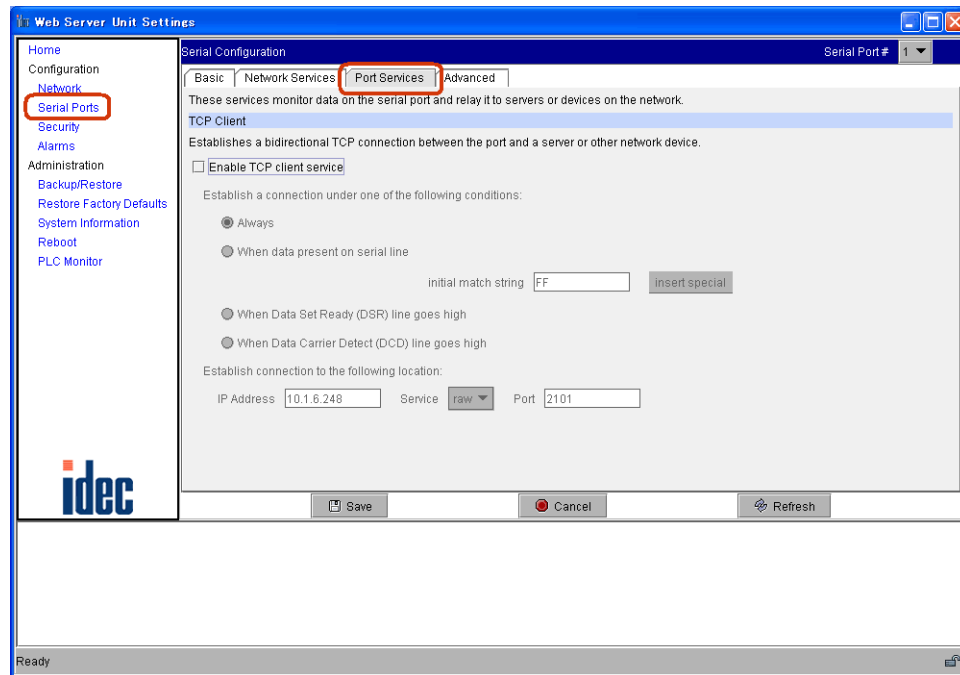 Web Server Unit Settings
Home
Configuration
Network
Serial Ports
Security
Alarms
Administration
Backup/Restore
Restore Factory Defaults
System Information
Reboot
PLC Monitor
idec
Serial Configuration Serial Port # 1
Basic Network Services Port Services Advanced
These services monitor data on the serial port and relay it to servers or devices on the network.
TCP Client
Establishes a bidirectional TCP connection between the port and a server or other network device.
Enable TCP client service
Establish a connection under one of the following conditions:
Always
When data present on serial line
initial match string FF insert special
When Data Set Ready (DSR) line goes high
When Data Carrier Detect (DCD) line goes high
Establish connection to the following location:
IP Address 10.1.6.248 Service raw Port 2101
Save Cancel Refresh
Ready